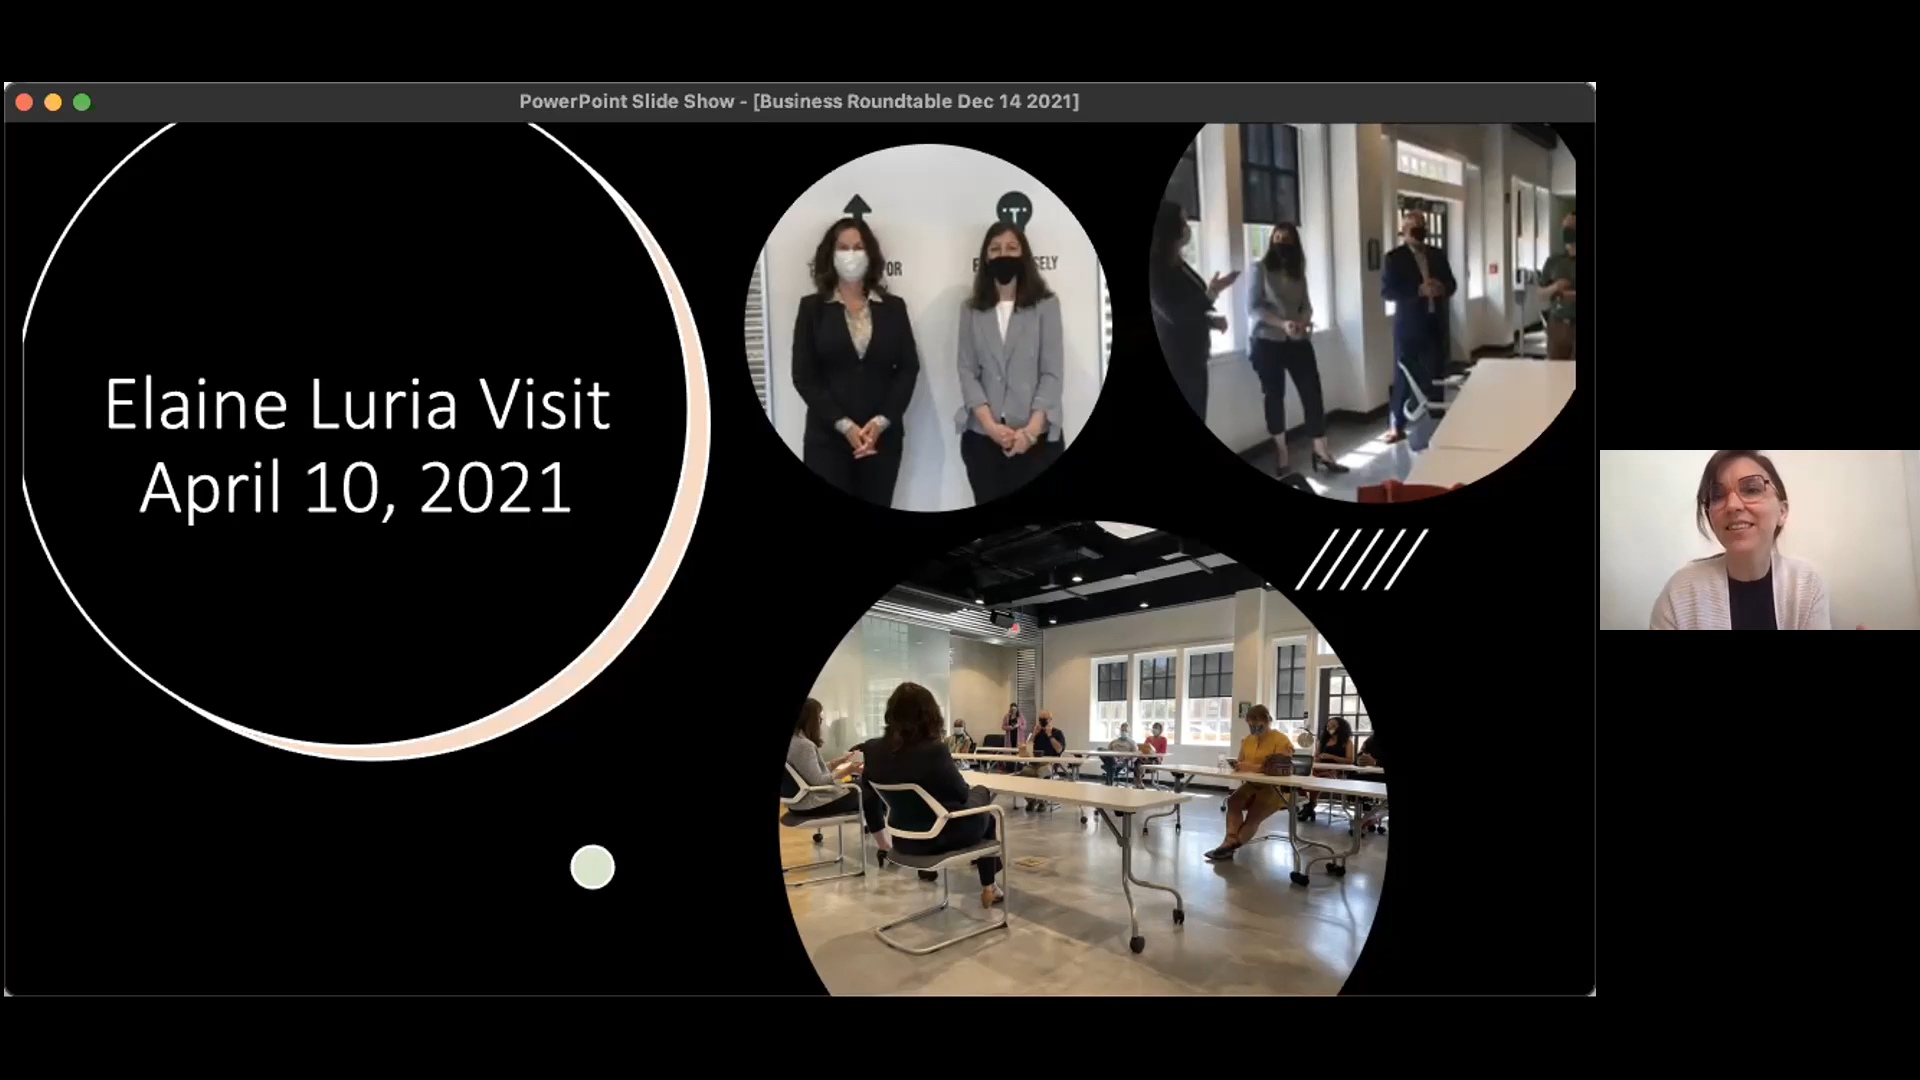 PowerPoint Slide Show - [Business Roundtable Dec 14 2021]
Elaine Luria Visit
April 10, 2021
T